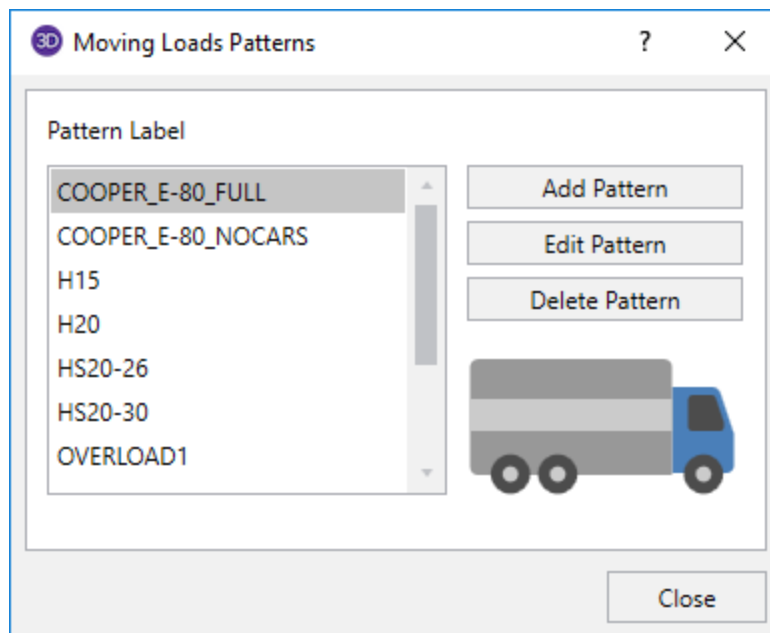 3D Moving Loads Patterns ?
Pattern Label
COOPER_E-80_FULL
COOPER_E-80_NOCARS
H15
H20
HS20-26
HS20-30
OVERLOAD1
Add Pattern
Edit Pattern
Delete Pattern
Close